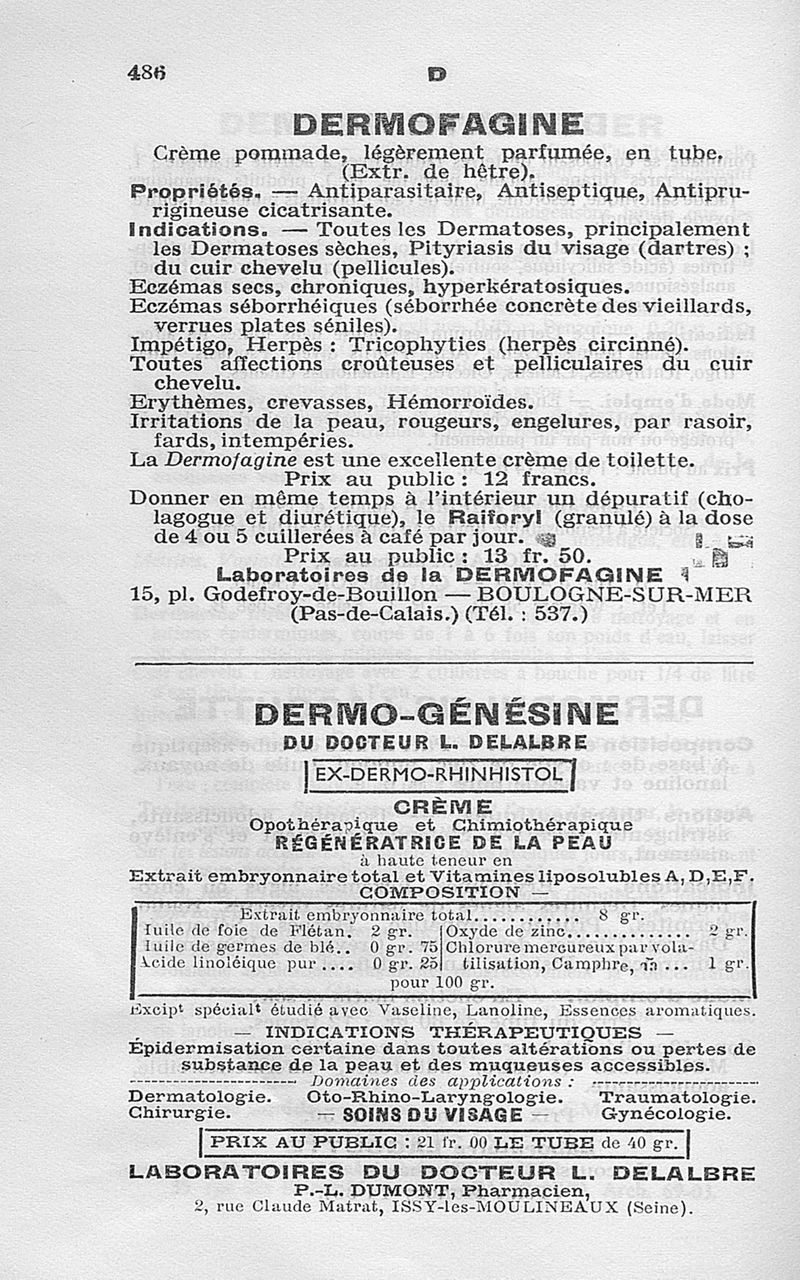 486
D
DERMOFAGINE
Crème pommade, légèrement parfumée, en tube.
(Extr. de hêtre).
Propriétés. — Antiparasitaire, Antiseptique, Antipru-
rigineuse cicatrisante.
Indications. — Toutes les Dermatoses, principalement
les Dermatoses sèches, Pityriasis du visage (dartres) ;
du cuir chevelu (pellicules).
Eczémas secs, chroniques, hyperkératosiques.
Eczémas séborrhéiques (séborrhée concrète des vieillards,
verrues plates séniles).
Impétigo, Herpès : Tricophyties (herpès circinné).
Toutes affections croûteuses et pelliculaires du cuir
chevelu.
Erythèmes, crevasses, Hémorroïdes.
Irritations de la peau, rougeurs, engelures, par rasoir,
fards, intempéries.
La Dermofagine est une excellente crème de toilette.
Prix au public : 12 francs.
Donner en même temps à l'intérieur un dépuratif (cho-
lagogue et diurétique), le Raiforyl (granulé) à la dose
de 4 ou 5 cuillerées à café par jour.
Prix au public : 13 fr. 50.
Laboratoires de la DERMOFAGINE
15, pl. Godefroy-de-Bouillon — BOULOGNE-SUR-MER
(Pas-de-Calais.) (Tél. : 537.)
DERMO-GÉNÉSINE
DU DOCTEUR L. DELALBRE
EX-DERMO-RHINHISTOL
CRÈME
Opothérapique et Chimiothérapique
RÉGÉNÉRATRICE DE LA PEAU
à haute teneur en
Extrait embryonnaire total et Vitamines liposolubles A, D, E, F.
COMPOSITION —
Extrait embryonnaire total............ 8 gr.
Huile de foie de Flétan. 2 gr. Oxyde de zinc............... 2 gr.
Huile de germes de blé.. 0 gr. 75 Chlorure mercureux par vola-
Acide linoléique pur .... 0 gr. 25 tilisation, Camphre, ãã ... 1 gr.
pour 100 gr.
Excipt spécialt étudié avec Vaseline, Lanoline, Essences aromatiques.
— INDICATIONS THÉRAPEUTIQUES —
Épidermisation certaine dans toutes altérations ou pertes de
substance de la peau et des muqueuses accessibles.
Domaines des applications :
Dermatologie. Oto-Rhino-Laryngologie. Traumatologie.
Chirurgie. — SOINS DU VISAGE — Gynécologie.
PRIX AU PUBLIC : 21 fr. 00 LE TUBE de 40 gr.
LABORATOIRES DU DOCTEUR L. DELALBRE
P.-L. DUMONT, Pharmacien,
2, rue Claude Matrat, ISSY-les-MOULINEAUX (Seine).